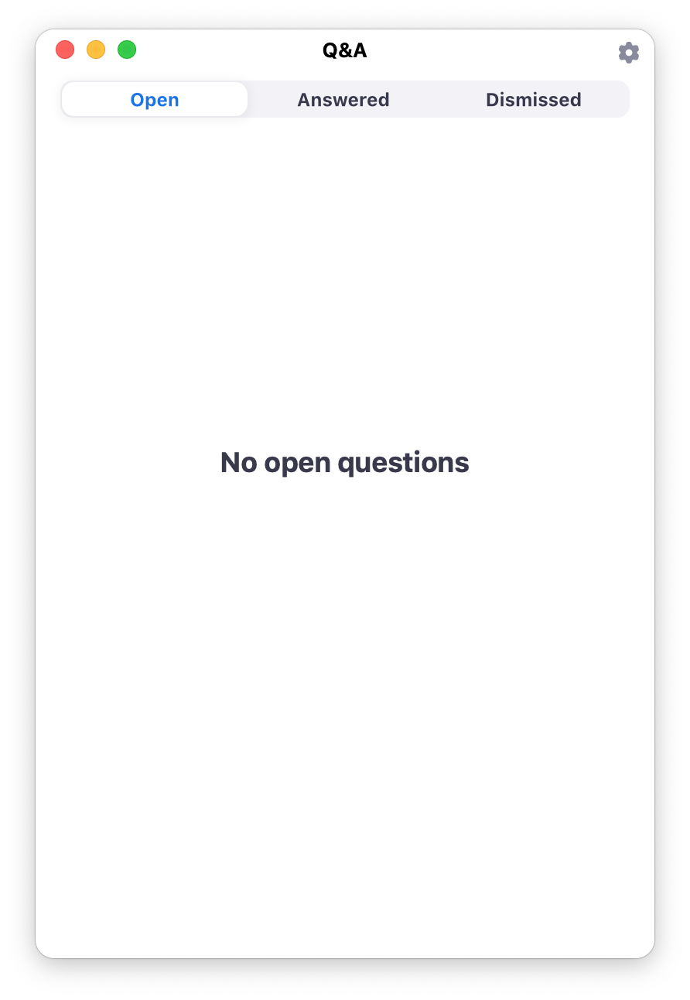 Q&A
Open Answered Dismissed
No open questions